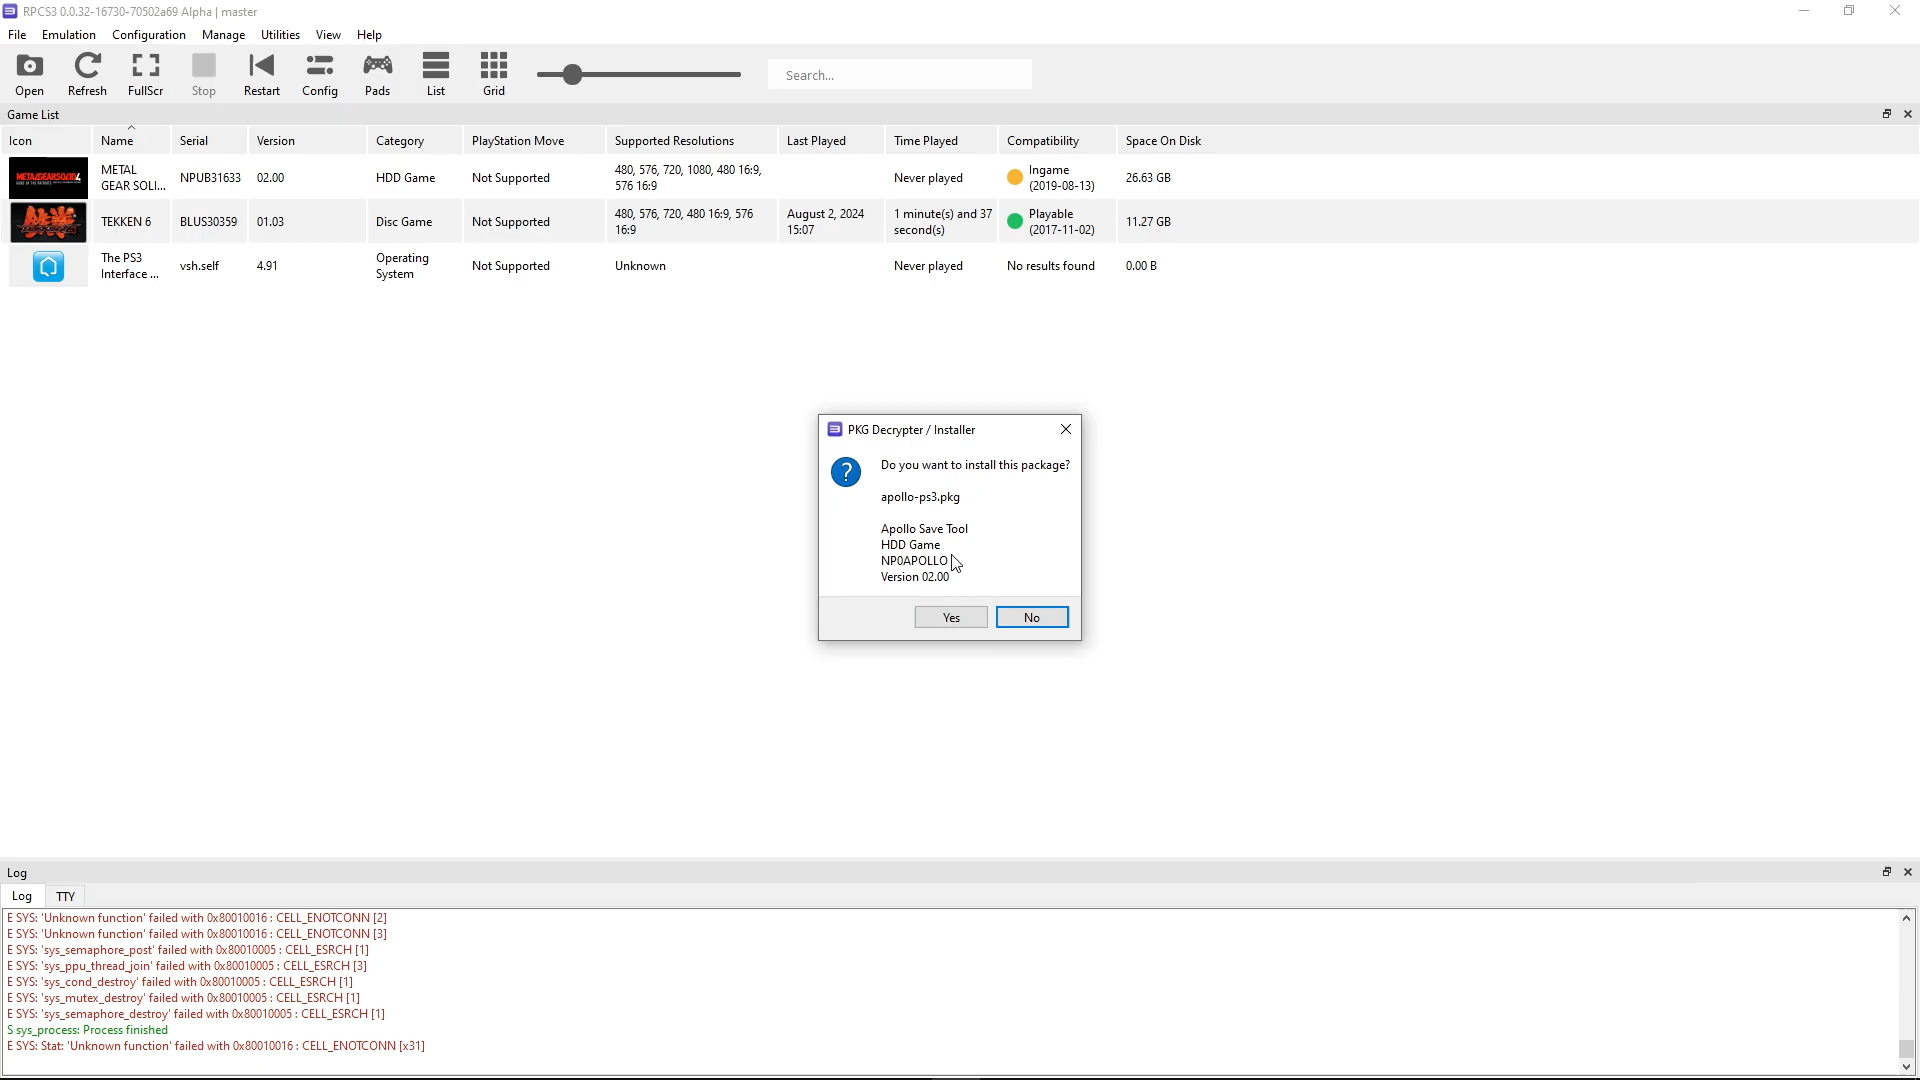 RPCS3 0.0.32-16730-70502a69 Alpha | master
File Emulation Configuration Manage Utilities View Help
Open Refresh FullScr Stop Restart Config Pads List Grid Search...
Game List
Icon Name Serial Version Category PlayStation Move Supported Resolutions Last Played Time Played Compatibility Space On Disk
METAL GEAR SOLID 4
METAL
GEAR SOLI... NPUB31633 02.00 HDD Game Not Supported
480, 576, 720, 1080, 480 16:9,
576 16:9
Never played
Ingame
(2019-08-13)
26.63 GB
TEKKEN 6 BLUS30359 01.03 Disc Game Not Supported
480, 576, 720, 480 16:9, 576
16:9
August 2, 2024
15:07
1 minute(s) and 37
second(s)
Playable
(2017-11-02)
11.27 GB
The PS3
Interface ...
vsh.self 4.91
Operating
System
Not Supported Unknown Never played No results found 0.00 B
PKG Decrypter / Installer
Do you want to install this package?
apollo-ps3.pkg
Apollo Save Tool
HDD Game
NP0APOLLO
Version 02.00
Yes No
Log
Log TTY
E SYS: 'Unknown function' failed with 0x80010016 : CELL_ENOTCONN [2]
E SYS: 'Unknown function' failed with 0x80010016 : CELL_ENOTCONN [3]
E SYS: 'sys_semaphore_post' failed with 0x80010005 : CELL_ESRCH [1]
E SYS: 'sys_ppu_thread_join' failed with 0x80010005 : CELL_ESRCH [3]
E SYS: 'sys_cond_destroy' failed with 0x80010005 : CELL_ESRCH [1]
E SYS: 'sys_mutex_destroy' failed with 0x80010005 : CELL_ESRCH [1]
E SYS: 'sys_semaphore_destroy' failed with 0x80010005 : CELL_ESRCH [1]
S sys_process: Process finished
E SYS: Stat: 'Unknown function' failed with 0x80010016 : CELL_ENOTCONN [x31]